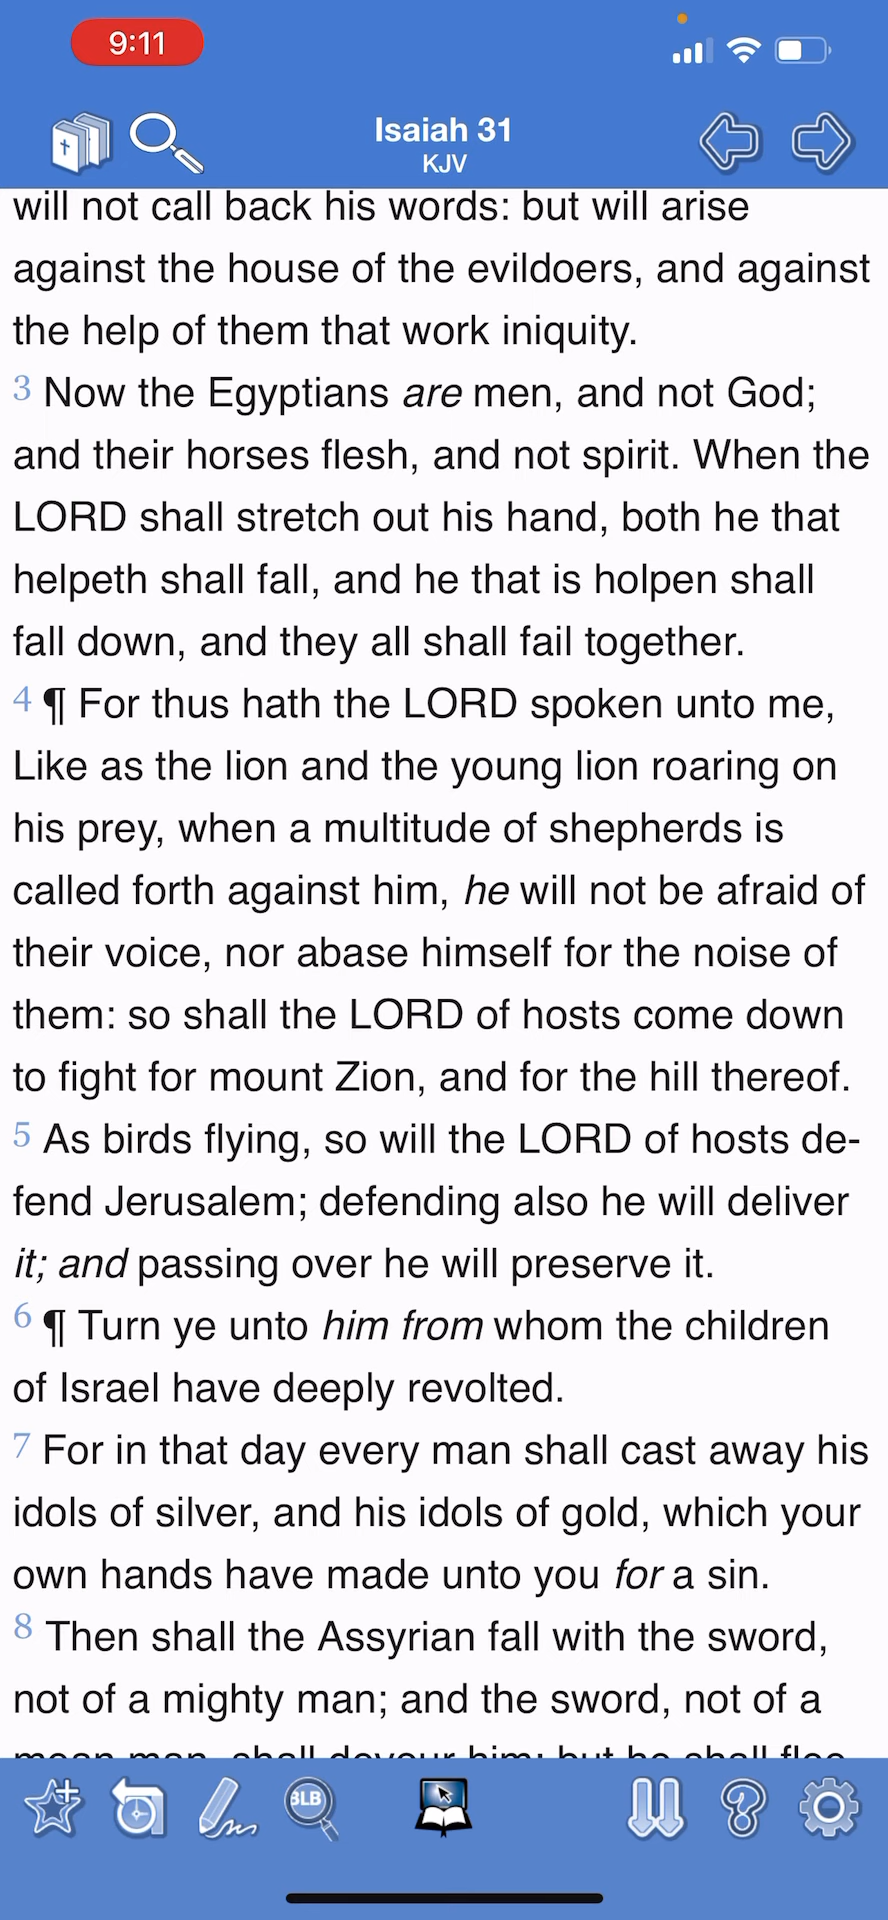 9:11
Isaiah 31
KJV
will not call back his words: but will arise
against the house of the evildoers, and against
the help of them that work iniquity.
3 Now the Egyptians are men, and not God;
and their horses flesh, and not spirit. When the
LORD shall stretch out his hand, both he that
helpeth shall fall, and he that is holpen shall
fall down, and they all shall fail together.
4 ¶ For thus hath the LORD spoken unto me,
Like as the lion and the young lion roaring on
his prey, when a multitude of shepherds is
called forth against him, he will not be afraid of
their voice, nor abase himself for the noise of
them: so shall the LORD of hosts come down
to fight for mount Zion, and for the hill thereof.
5 As birds flying, so will the LORD of hosts de-
fend Jerusalem; defending also he will deliver
it; and passing over he will preserve it.
6 ¶ Turn ye unto him from whom the children
of Israel have deeply revolted.
7 For in that day every man shall cast away his
idols of silver, and his idols of gold, which your
own hands have made unto you for a sin.
8 Then shall the Assyrian fall with the sword,
not of a mighty man; and the sword, not of a
mean man, shall devour him: but he shall flee
BLB